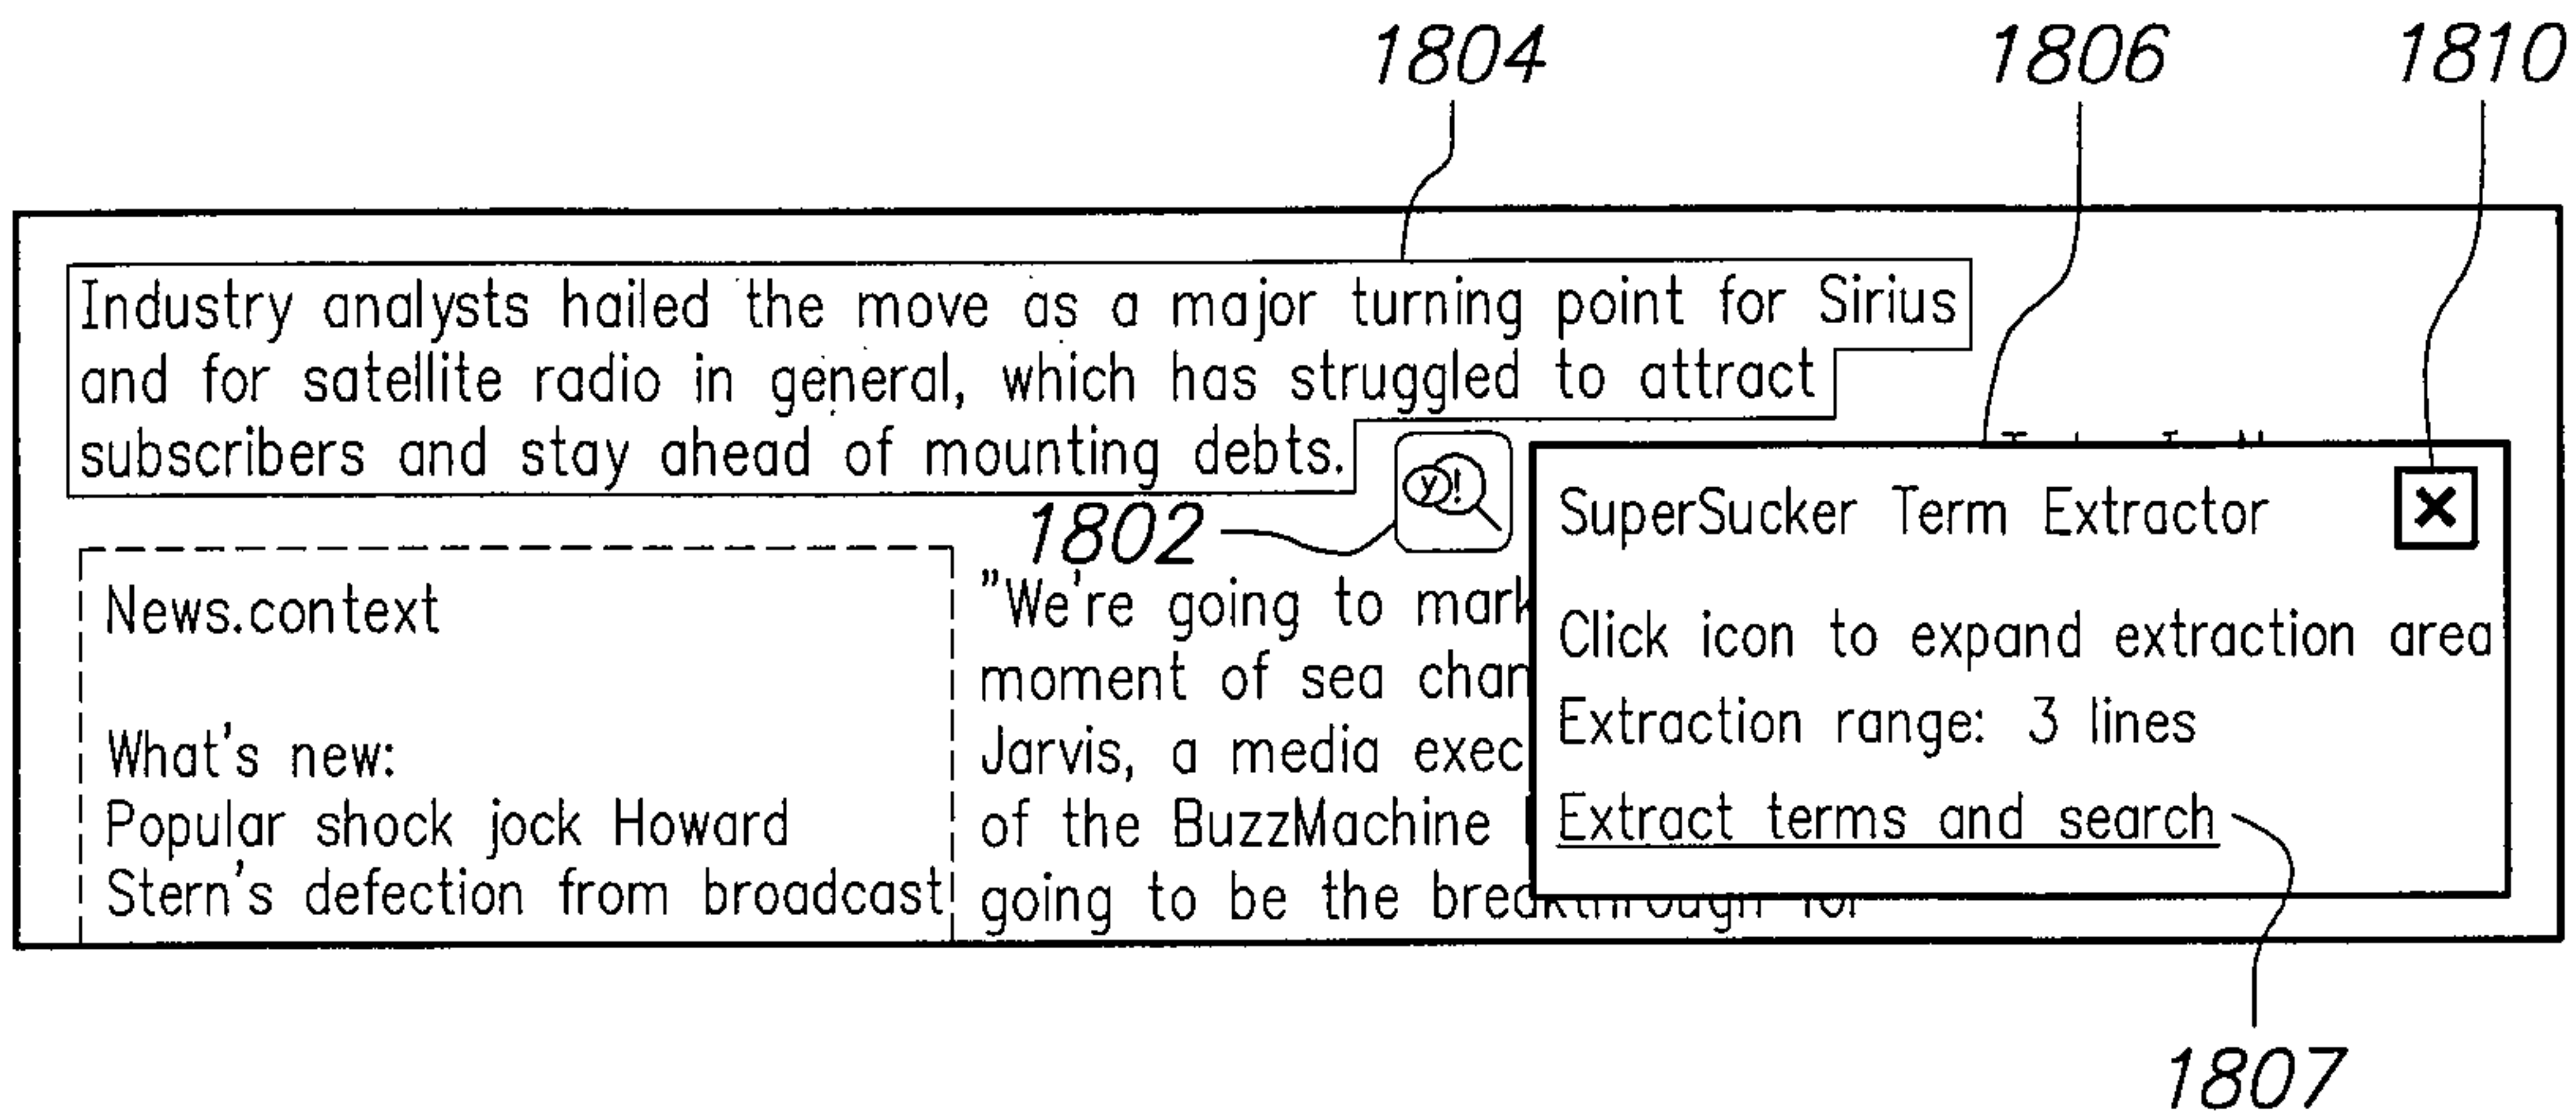 1804
1806
1810
Industry analysts hailed the move as a major turning point for Sirius
and for satellite radio in general, which has struggled to attract
subscribers and stay ahead of mounting debts.
y!
1802
News.context
What's new:
Popular shock jock Howard
Stern's defection from broadcast
"We're going to mark
moment of sea chan
Jarvis, a media exec
of the BuzzMachine
going to be the breakthrough for
SuperSucker Term Extractor
X
Click icon to expand extraction area
Extraction range: 3 lines
Extract terms and search
1807